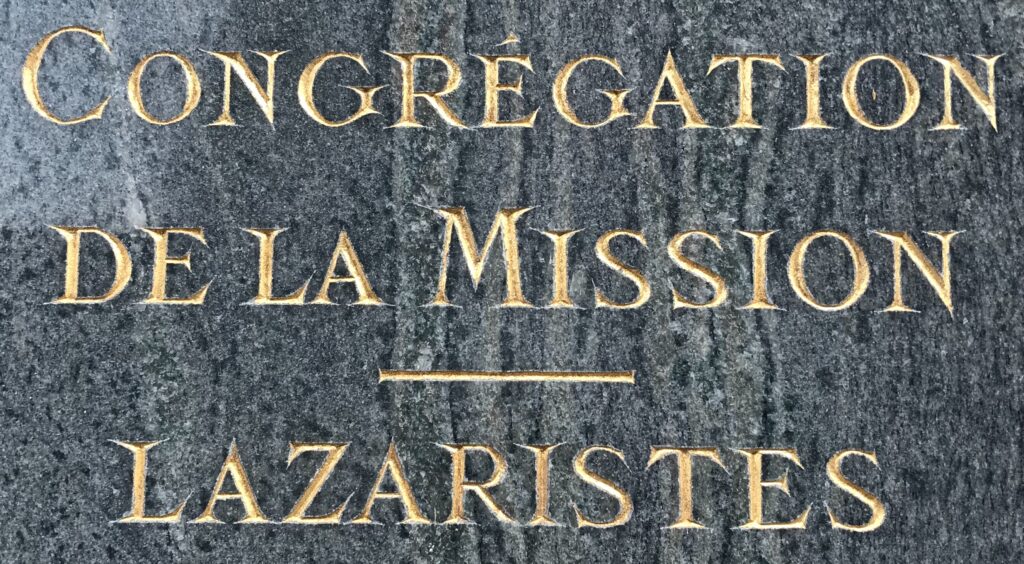 CONGRÉGATION
DE LA MISSION
LAZARISTES